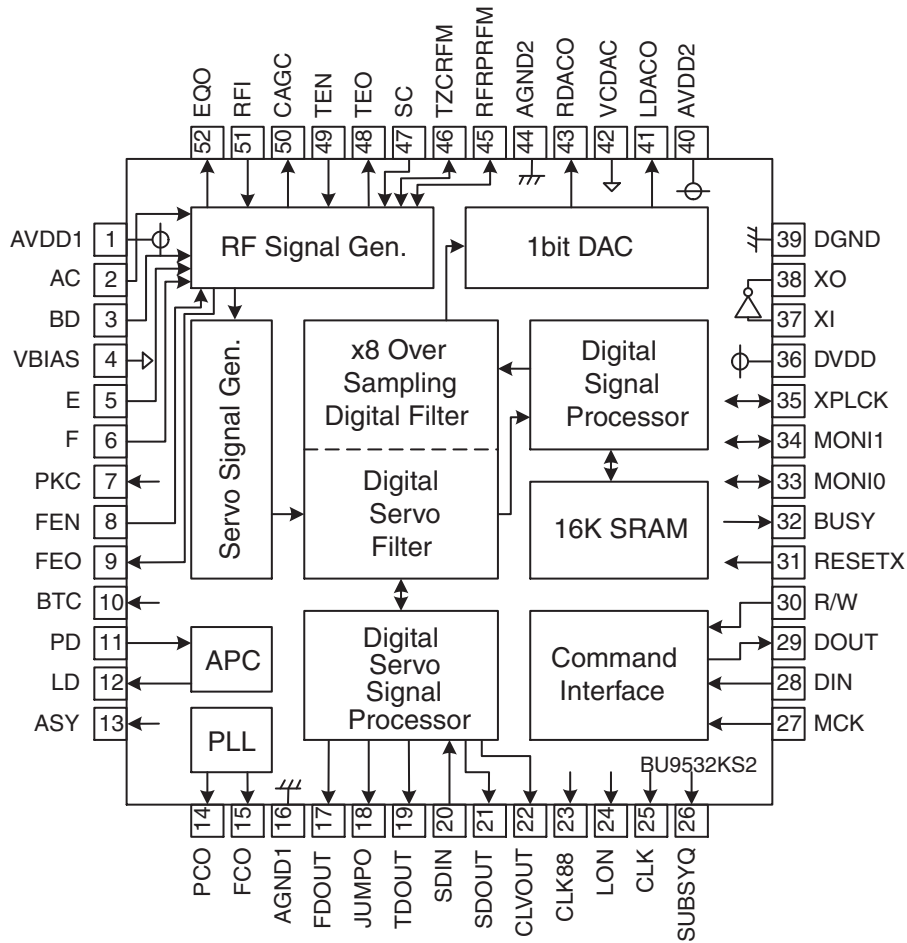 EQO
RFI
CAGC
TEN
TEO
SC
TZCRFM
RFRPRFM
AGND2
RDACO
VCDAC
LDACO
AVDD2
52
51
50
49
48
47
46
45
44
43
42
41
40
AVDD1 1
AC 2
BD 3
VBIAS 4
E 5
F 6
PKC 7
FEN 8
FEO 9
BTC 10
PD 11
LD 12
ASY 13
RF Signal Gen.
1bit DAC
Servo Signal Gen.
x8 Over
Sampling
Digital Filter
Digital
Servo
Filter
Digital
Signal
Processor
16K SRAM
APC
PLL
Digital
Servo
Signal
Processor
Command
Interface
BU9532KS2
39 DGND
38 XO
37 XI
36 DVDD
35 XPLCK
34 MONI1
33 MONI0
32 BUSY
31 RESETX
30 R/W
29 DOUT
28 DIN
27 MCK
14
15
16
17
18
19
20
21
22
23
24
25
26
PCO
FCO
AGND1
FDOUT
JUMPO
TDOUT
SDIN
SDOUT
CLVOUT
CLK88
LON
CLK
SUBSYQ